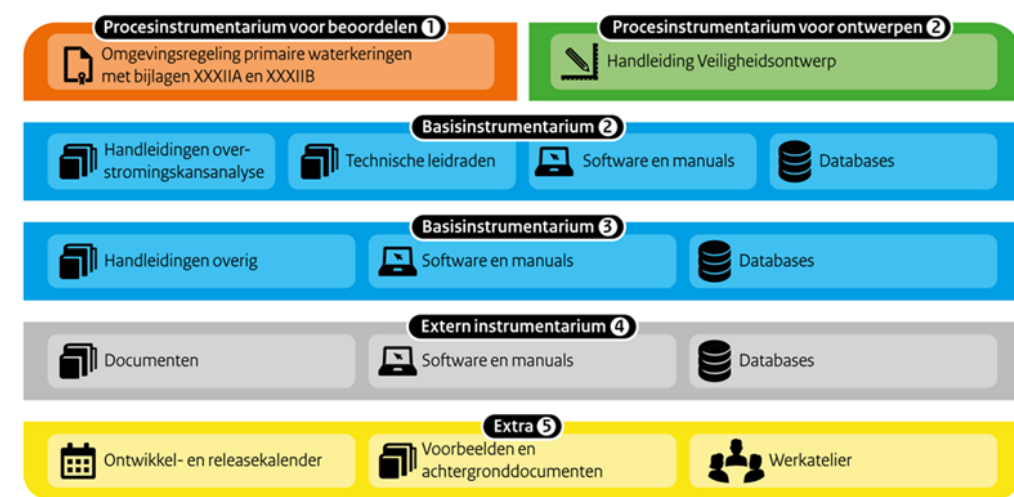 Procesinstrumentarium voor beoordelen 1
Omgevingsregeling primaire waterkeringen
met bijlagen XXXIIA en XXXIIB
Procesinstrumentarium voor ontwerpen 2
Handleiding Veiligheidsontwerp
Basisinstrumentarium 2
Handleidingen over-
stromingskansanalyse
Technische leidraden
Software en manuals
Databases
Basisinstrumentarium 3
Handleidingen overig
Software en manuals
Databases
Extern instrumentarium 4
Documenten
Software en manuals
Databases
Extra 5
Ontwikkel- en releasekalender
Voorbeelden en
achtergronddocumenten
Werkatelier